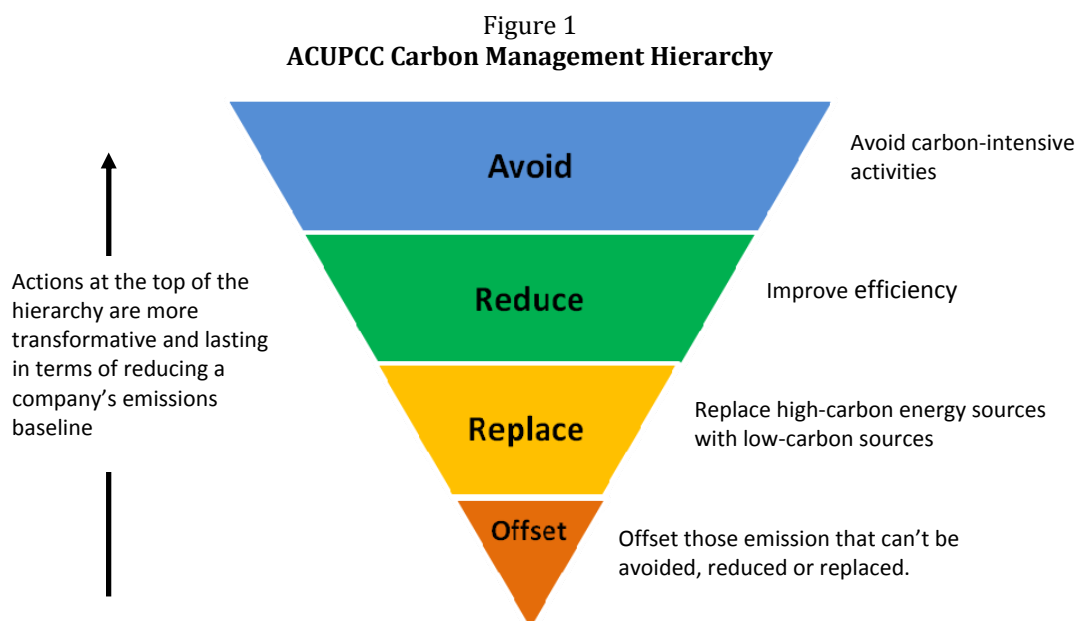 Figure 1
ACUPCC Carbon Management Hierarchy
Avoid
Avoid carbon-intensive
activities
Actions at the top of the
hierarchy are more
transformative and lasting
in terms of reducing a
company’s emissions
baseline
Reduce
Improve efficiency
Replace
Replace high-carbon energy sources
with low-carbon sources
Offset
Offset those emission that can’t be
avoided, reduced or replaced.